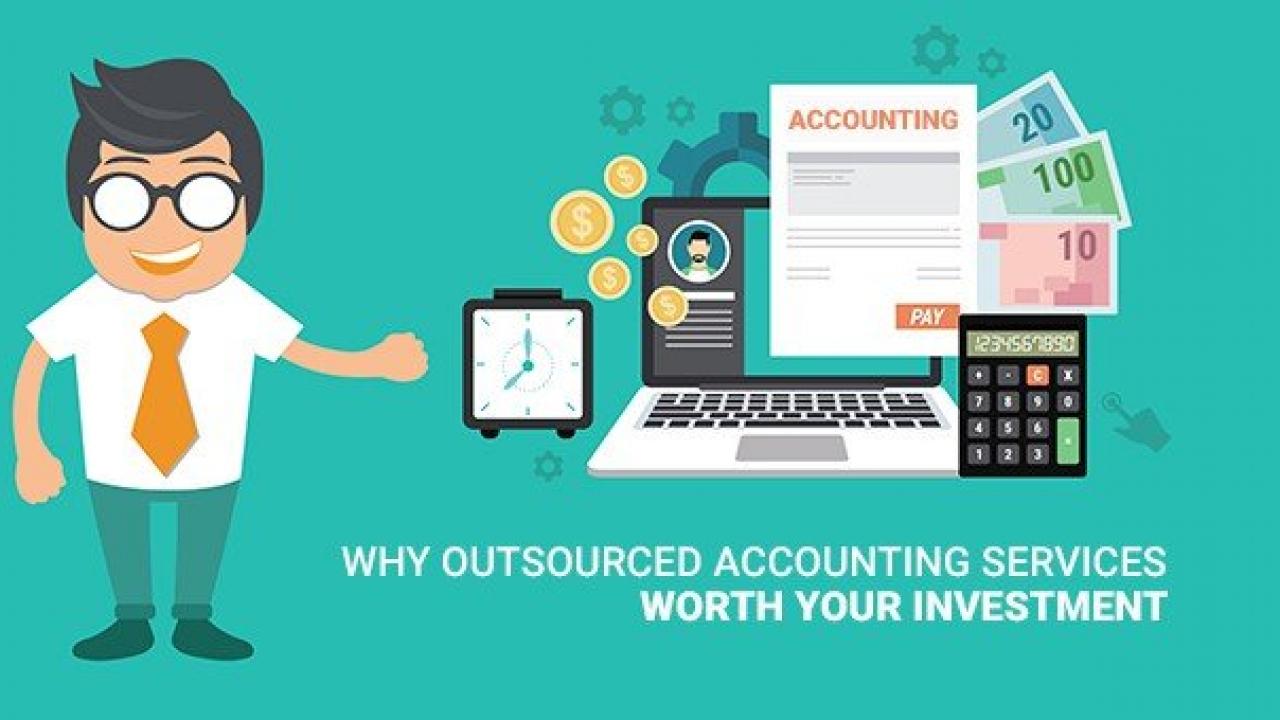 ACCOUNTING
20
100
10
$
$
$
$
$
PAY
1234567890
+ - C X
7 8 9 0
4 5 6 =
1 2 3
WHY OUTSOURCED ACCOUNTING SERVICES
WORTH YOUR INVESTMENT